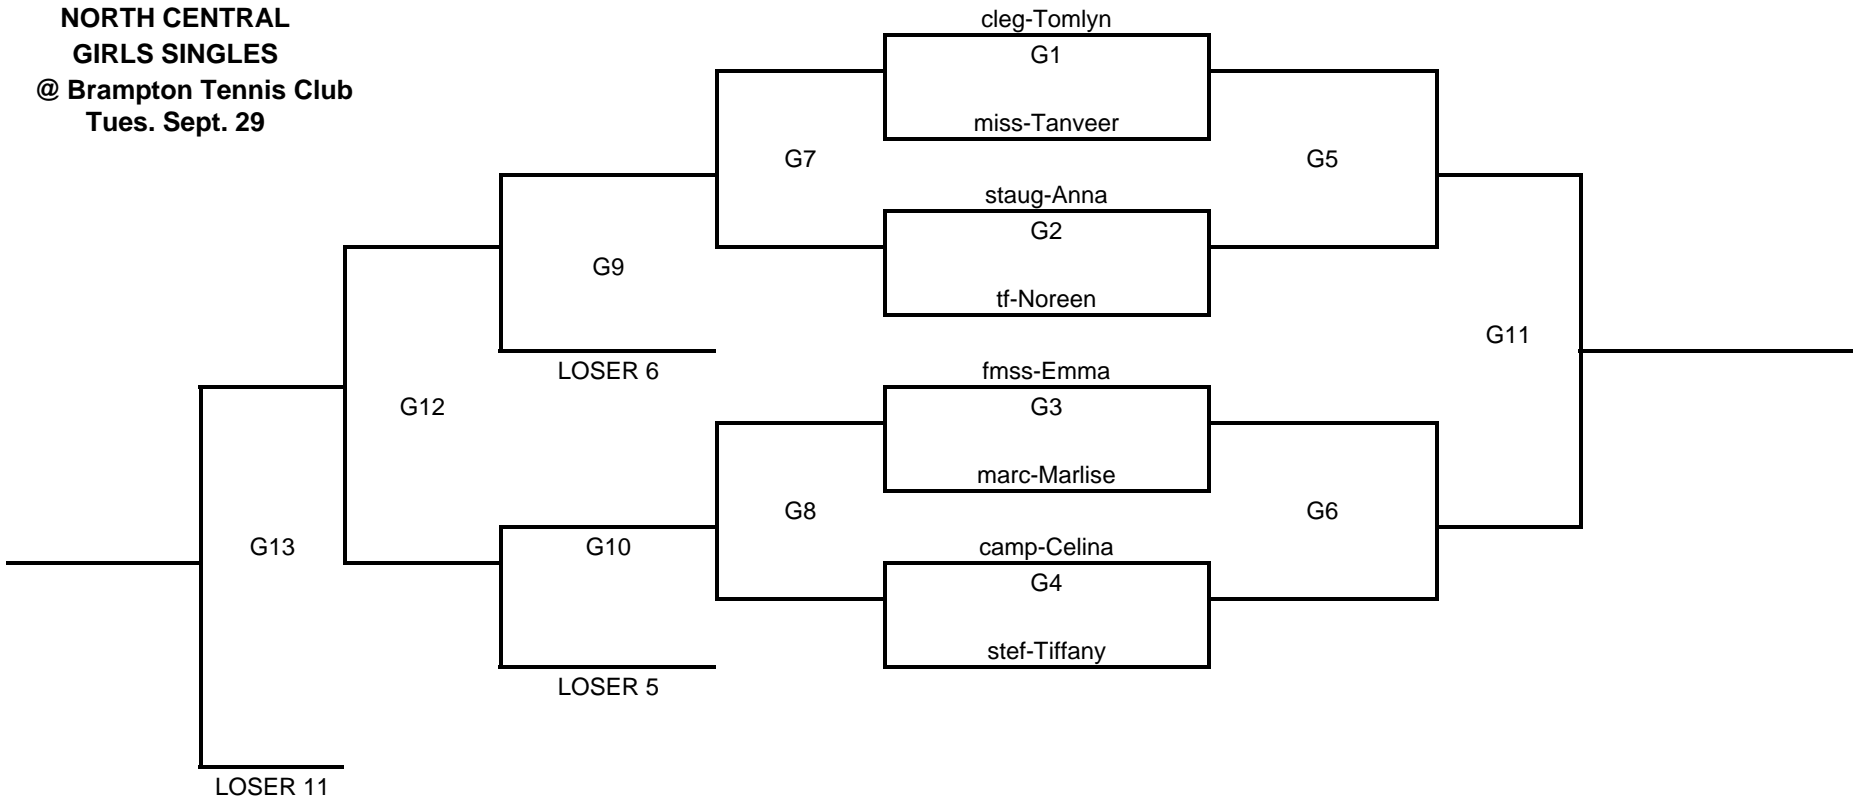 NORTH CENTRAL
GIRLS SINGLES
@ Brampton Tennis Club
Tues. Sept. 29
cleg-Tomlyn
G1
miss-Tanveer
G7
G5
staug-Anna
G2
G9
tf-Noreen
G11
LOSER 6
fmss-Emma
G12
G3
marc-Marlise
G8
G6
G13
G10
camp-Celina
G4
stef-Tiffany
LOSER 5
LOSER 11